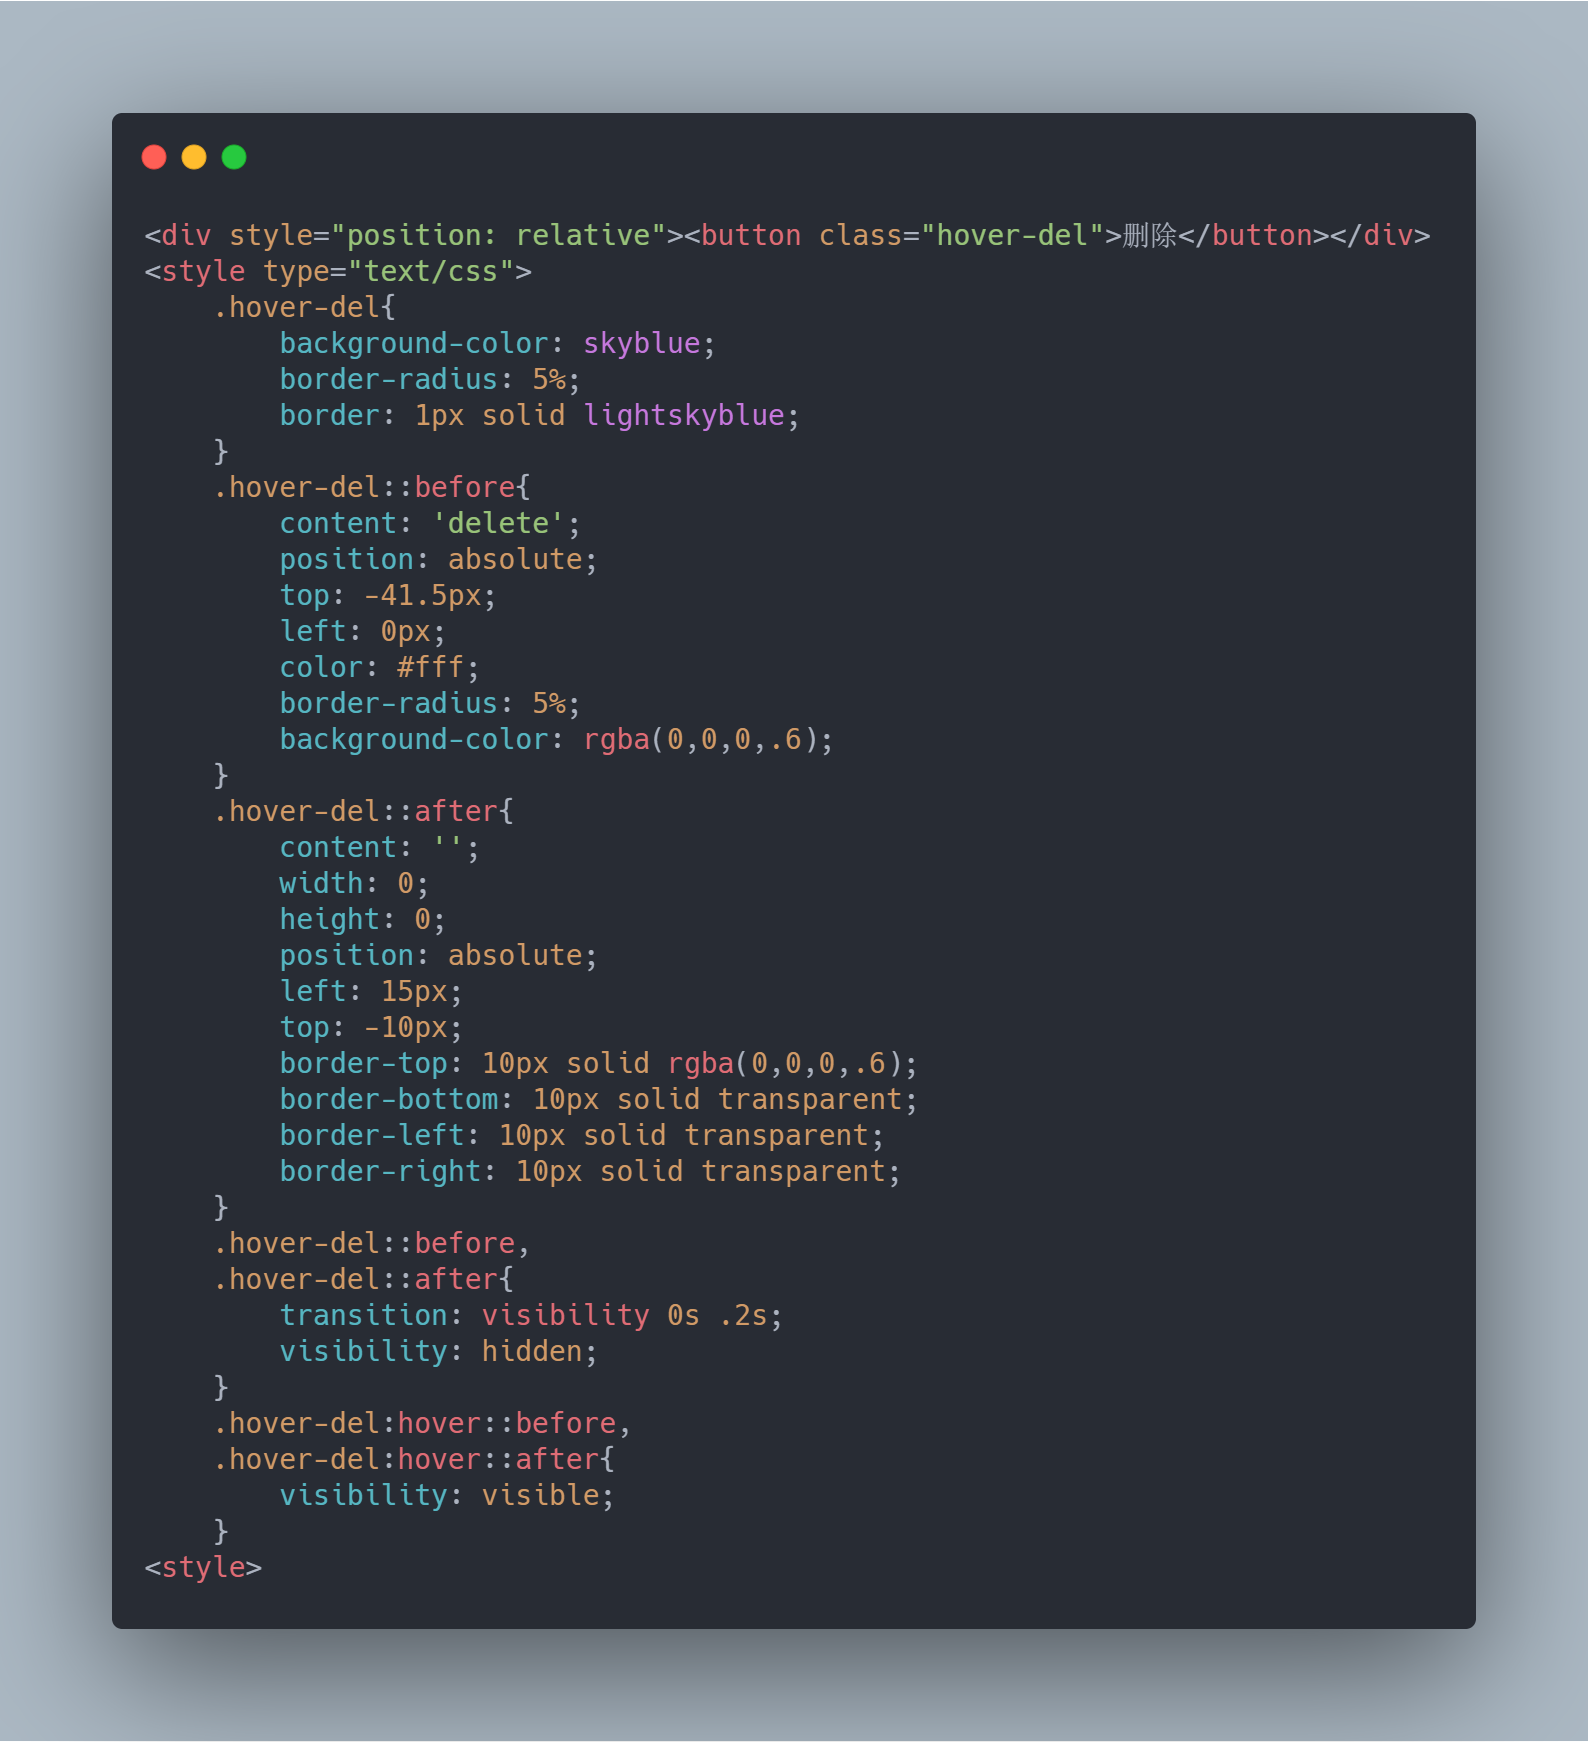 <div style="position: relative"><button class="hover-del">删除</button></div>
<style type="text/css">
    .hover-del{
        background-color: skyblue;
        border-radius: 5%;
        border: 1px solid lightskyblue;
    }
    .hover-del::before{
        content: 'delete';
        position: absolute;
        top: -41.5px;
        left: 0px;
        color: #fff;
        border-radius: 5%;
        background-color: rgba(0,0,0,.6);
    }
    .hover-del::after{
        content: '';
        width: 0;
        height: 0;
        position: absolute;
        left: 15px;
        top: -10px;
        border-top: 10px solid rgba(0,0,0,.6);
        border-bottom: 10px solid transparent;
        border-left: 10px solid transparent;
        border-right: 10px solid transparent;
    }
    .hover-del::before,
    .hover-del::after{
        transition: visibility 0s .2s;
        visibility: hidden;
    }
    .hover-del:hover::before,
    .hover-del:hover::after{
        visibility: visible;
    }
<style>